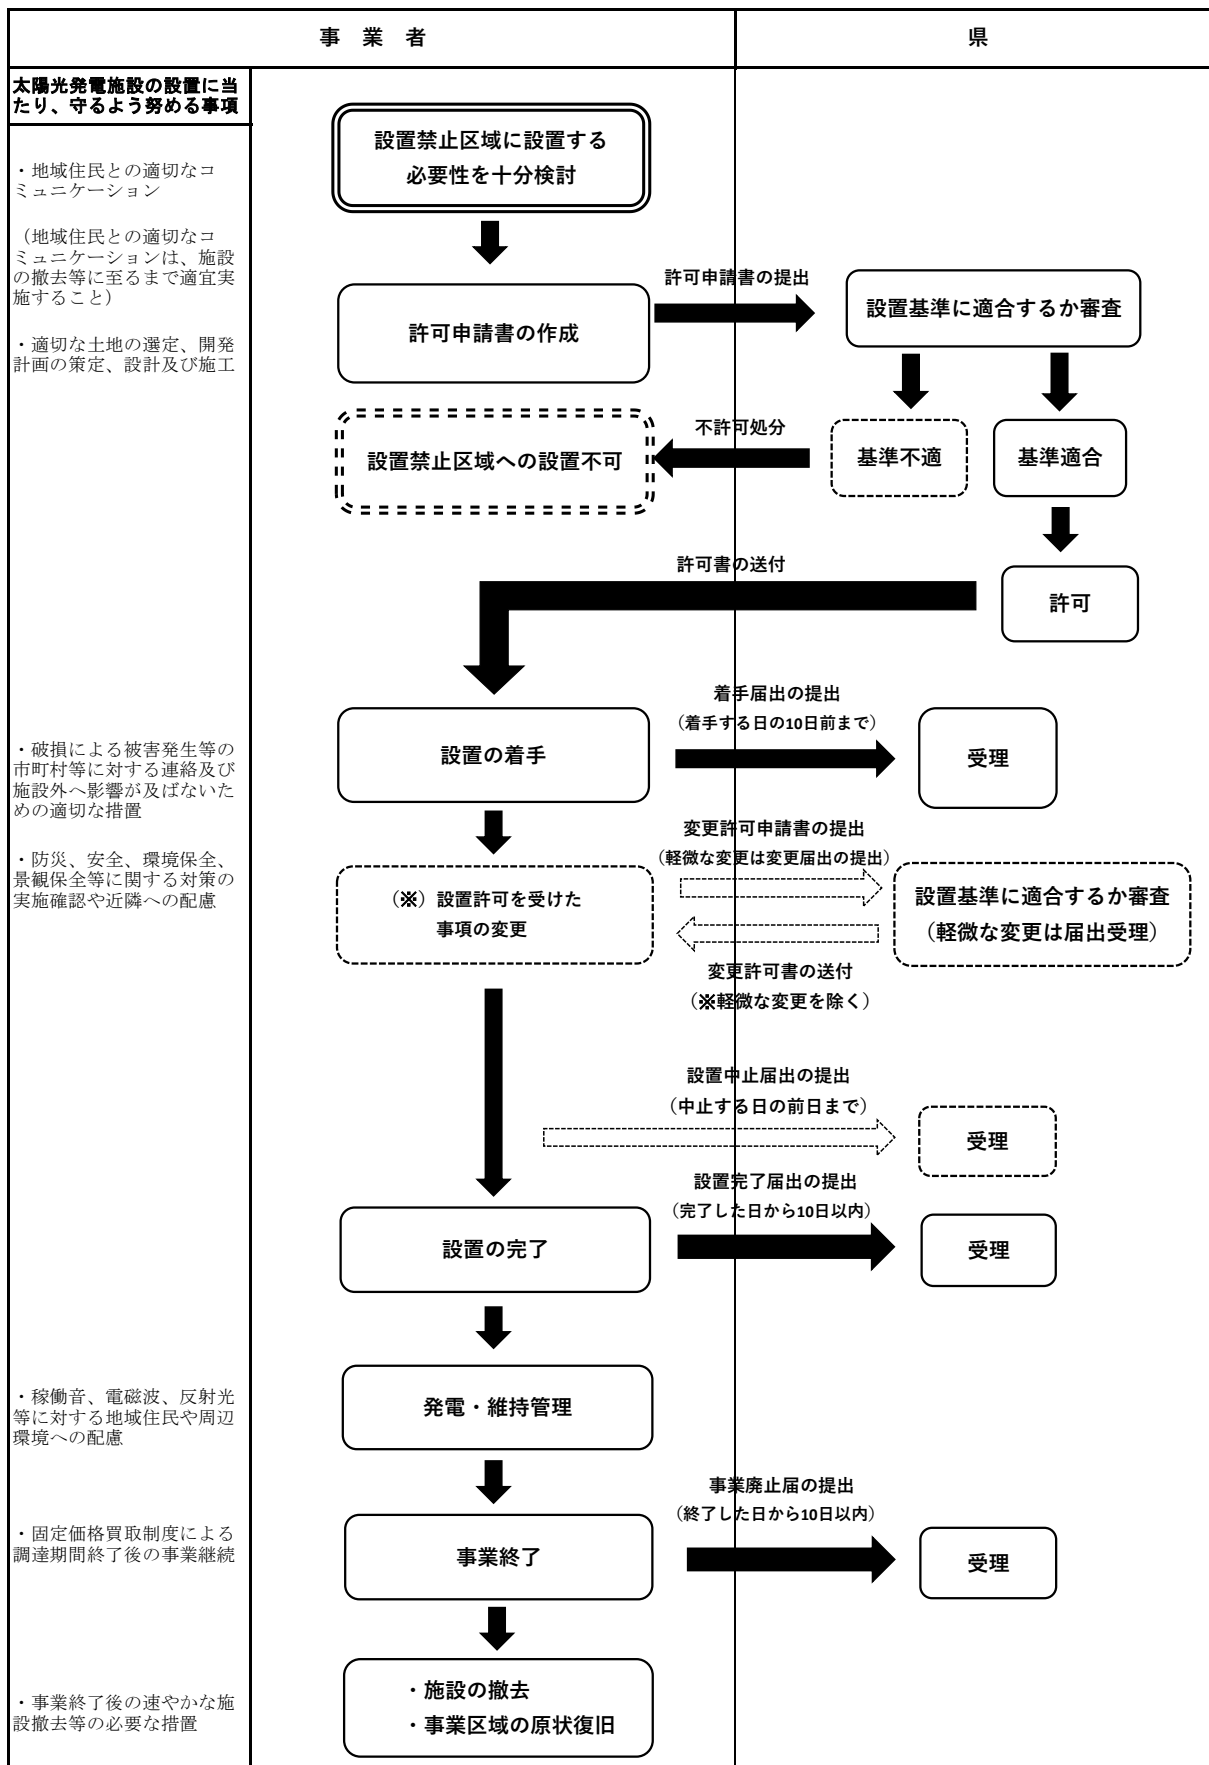 事　業　者
県
太陽光発電施設の設置に当
たり、守るよう努める事項
・地域住民との適切なコ
ミュニケーション
（地域住民との適切なコ
ミュニケーションは、施設
の撤去等に至るまで適宜実
施すること）
・適切な土地の選定、開発
計画の策定、設計及び施工
設置禁止区域に設置する
必要性を十分検討
許可申請書の作成
許可申請書の提出
設置基準に適合するか審査
設置禁止区域への設置不可
不許可処分
基準不適
基準適合
許可書の送付
許可
・破損による被害発生等の
市町村等に対する連絡及び
施設外へ影響が及ばないた
めの適切な措置
設置の着手
着手届出の提出
（着手する日の10日前まで）
受理
・防災、安全、環境保全、
景観保全等に関する対策の
実施確認や近隣への配慮
（※）設置許可を受けた
事項の変更
変更許可申請書の提出
（軽微な変更は変更届出の提出）
設置基準に適合するか審査
（軽微な変更は届出受理）
変更許可書の送付
（※軽微な変更を除く）
設置中止届出の提出
（中止する日の前日まで）
受理
設置の完了
設置完了届出の提出
（完了した日から10日以内）
受理
・稼働音、電磁波、反射光
等に対する地域住民や周辺
環境への配慮
発電・維持管理
・固定価格買取制度による
調達期間終了後の事業継続
事業終了
事業廃止届の提出
（終了した日から10日以内）
受理
・事業終了後の速やかな施
設撤去等の必要な措置
・施設の撤去
・事業区域の原状復旧